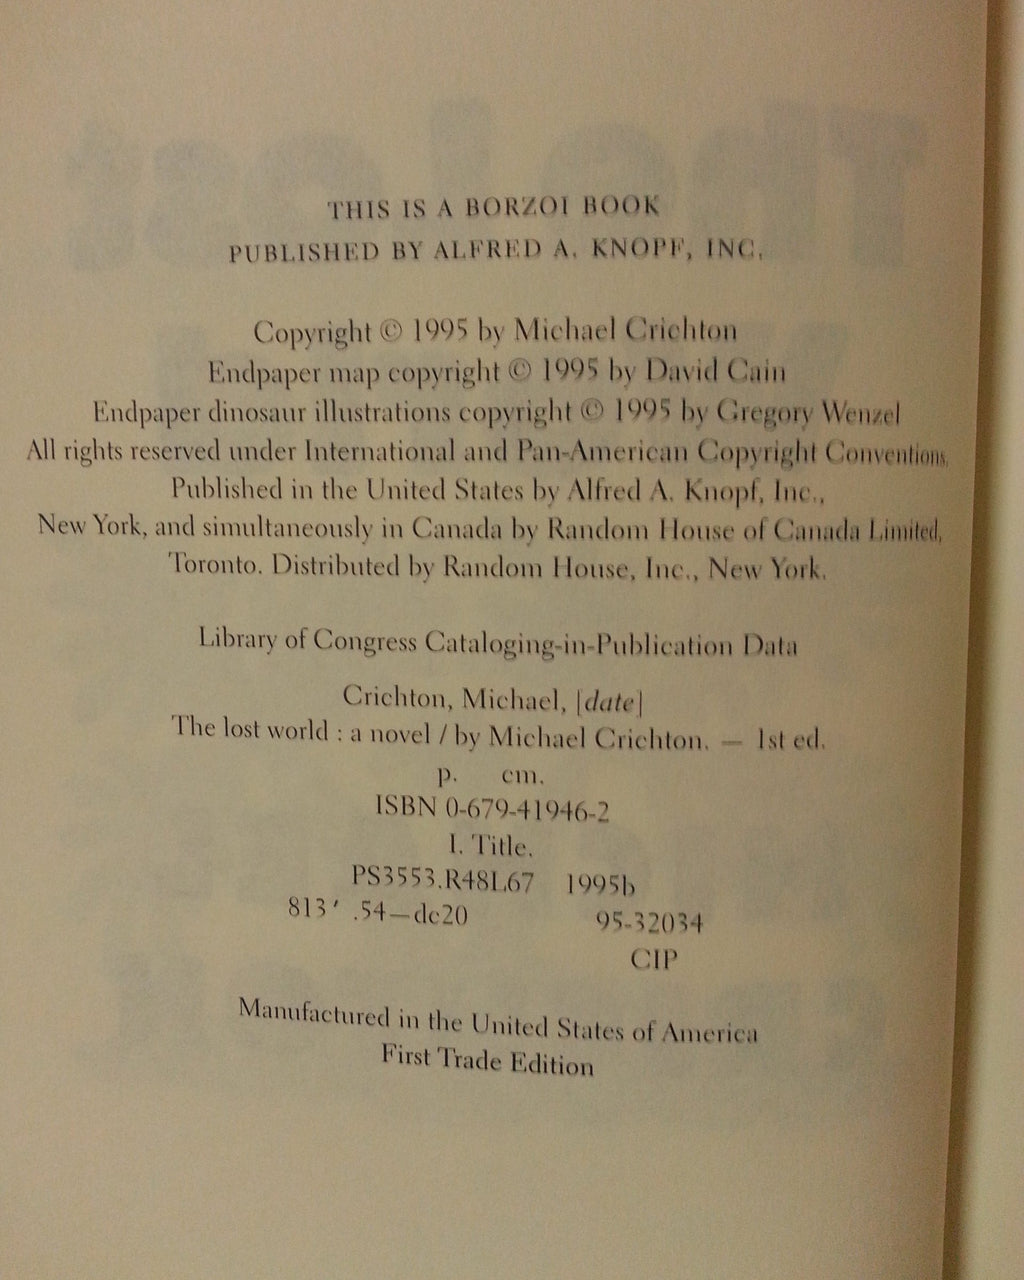 THIS IS A BORZOI BOOK
PUBLISHED BY ALFRED A. KNOPF, INC.
Copyright © 1995 by Michael Crichton
Endpaper map copyright © 1995 by David Cain
Endpaper dinosaur illustrations copyright © 1995 by Gregory Wenzel
All rights reserved under International and Pan-American Copyright Conventions.
Published in the United States by Alfred A. Knopf, Inc.,
New York, and simultaneously in Canada by Random House of Canada Limited,
Toronto. Distributed by Random House, Inc., New York.
Library of Congress Cataloging-in-Publication Data
Crichton, Michael, [date]
The lost world : a novel / by Michael Crichton. — 1st ed.
p. cm.
ISBN 0-679-41946-2
I. Title.
PS3553.R48L67 1995b
813′ .54—dc20 95-32034
CIP
Manufactured in the United States of America
First Trade Edition